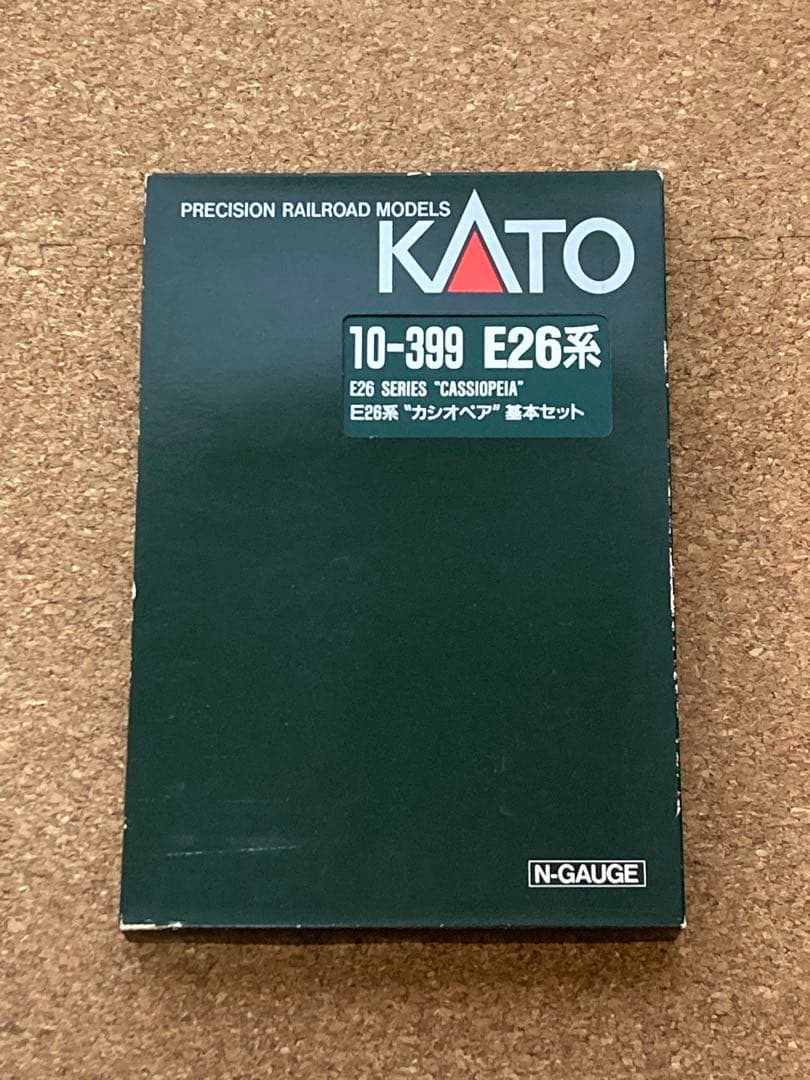 PRECISION RAILROAD MODELS
KATO
10-399 E26系
E26 SERIES "CASSIOPEIA"
E26系 "カシオペア" 基本セット
N-GAUGE